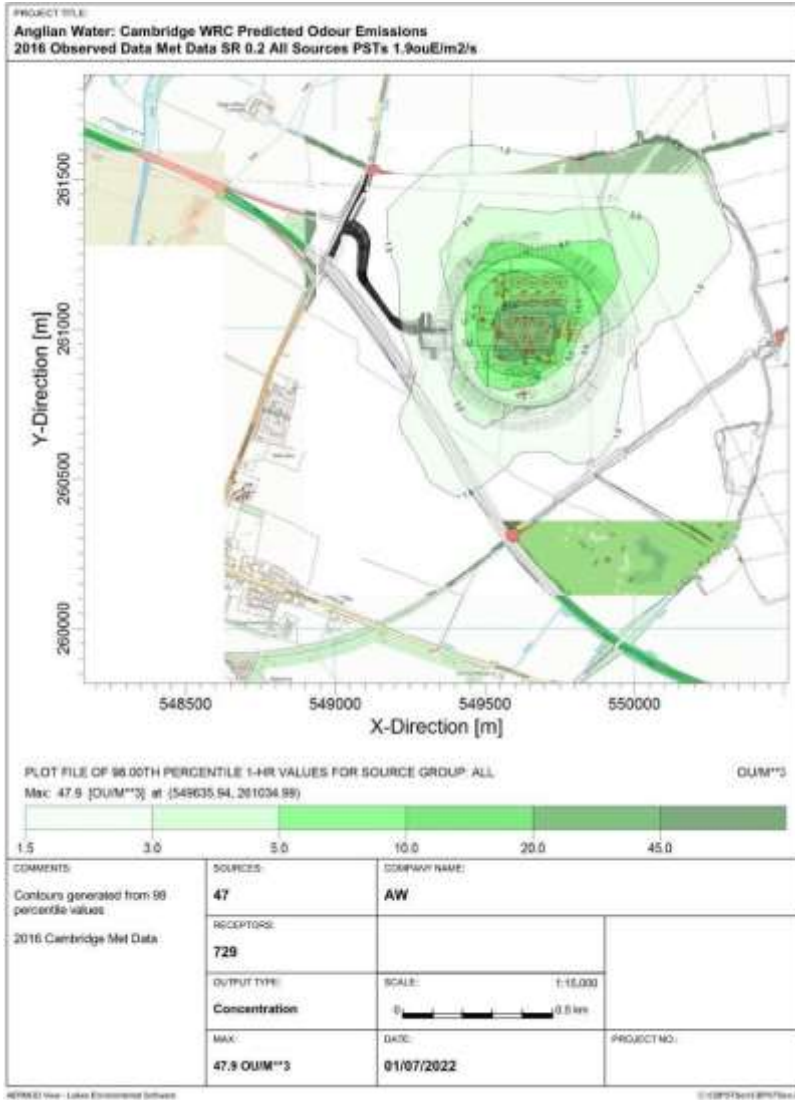 PROJECT TITLE:
Anglian Water: Cambridge WRC Predicted Odour Emissions
2016 Observed Data Met Data SR 0.2 All Sources PSTs 1.9ouE/m2/s
Y-Direction [m]
261500
261000
260500
260000
548500 549000 549500 550000
X-Direction [m]
PLOT FILE OF 98.00TH PERCENTILE 1-HR VALUES FOR SOURCE GROUP: ALL
OU/M**3
Max: 47.9 [OU/M**3] at (549635.94, 261034.99)
1.5 3.0 5.0 10.0 20.0 45.0
COMMENTS:
Contours generated from 98
percentile values
2016 Cambridge Met Data
SOURCES:
47
COMPANY NAME:
AW
RECEPTORS:
729
OUTPUT TYPE:
Concentration
SCALE:
1:15,000
0 0.5 km
MAX:
47.9 OU/M**3
DATE:
01/07/2022
PROJECT NO.:
AERMOD View - Lakes Environmental Software